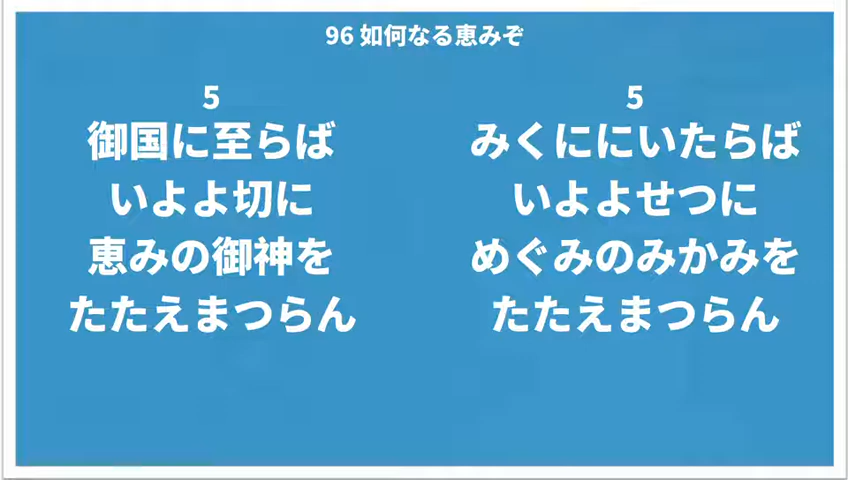 96 如何なる恵みぞ
5
御国に至らば
いよよ切に
恵みの御神を
たたえまつらん
5
みくににいたらば
いよよせつに
めぐみのみかみを
たたえまつらん